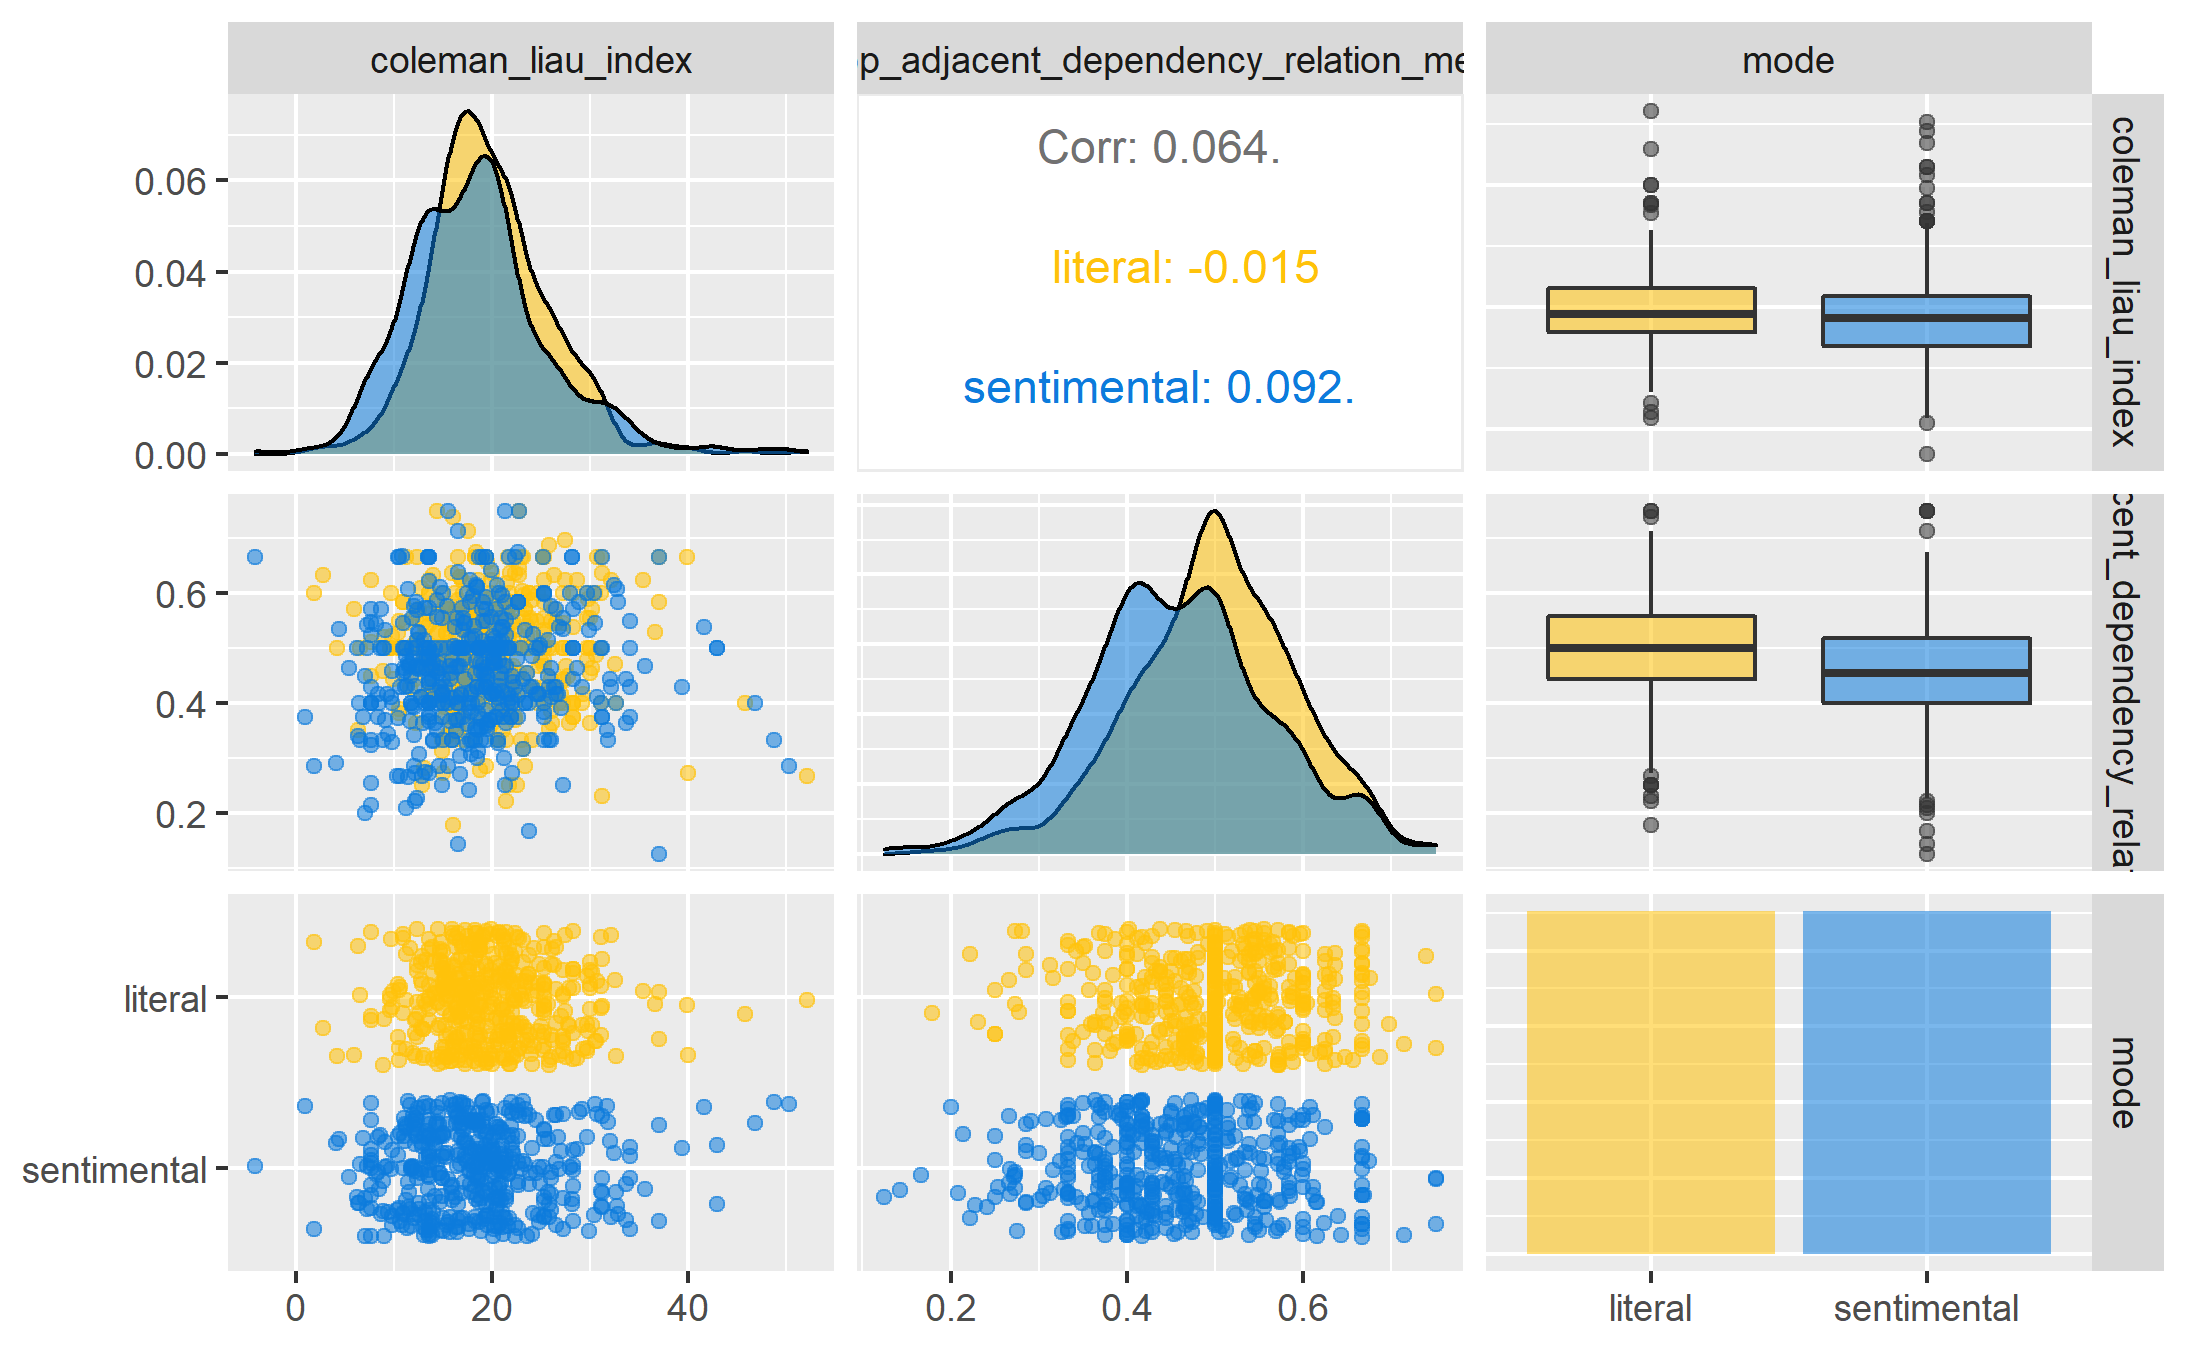 coleman_liau_index
op_adjacent_dependency_relation_me
mode
0.06
0.04
0.02
0.00
Corr: 0.064.
literal: -0.015
sentimental: 0.092.
coleman_liau_index
0.6
0.4
0.2
cent_dependency_relat
literal
sentimental
mode
0
20
40
0.2
0.4
0.6
literal
sentimental